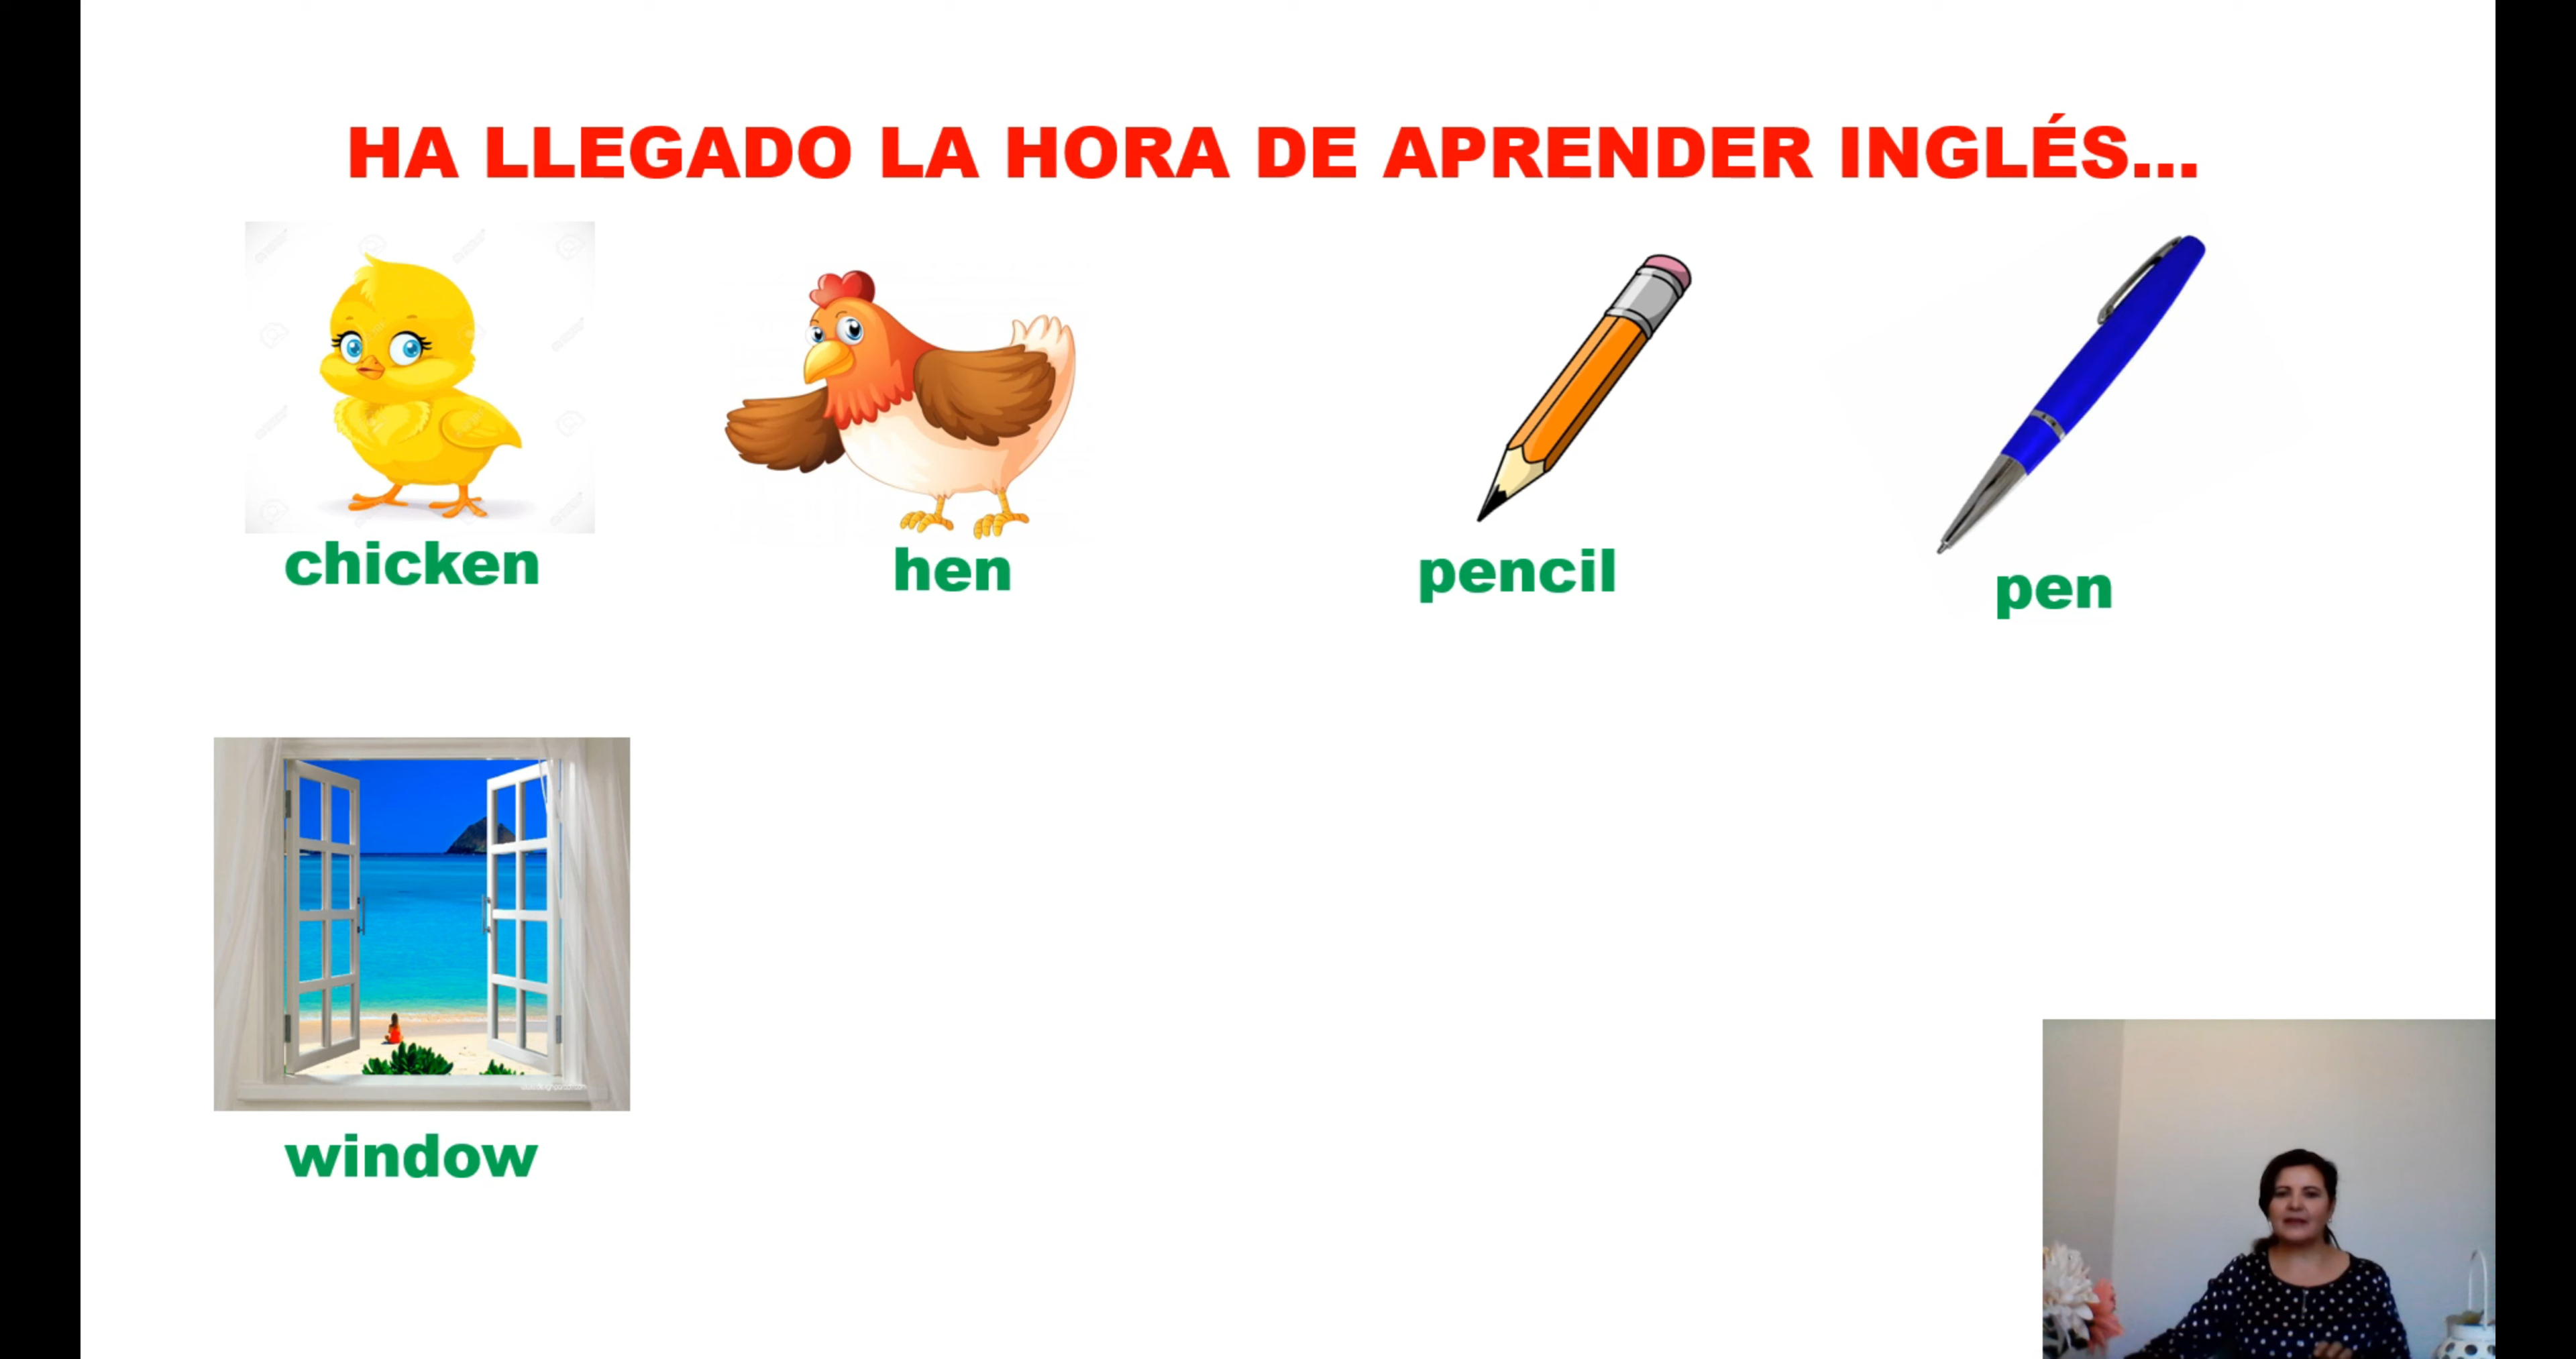 HA LLEGADO LA HORA DE APRENDER INGLÉS...
chicken
hen
pencil
pen
window